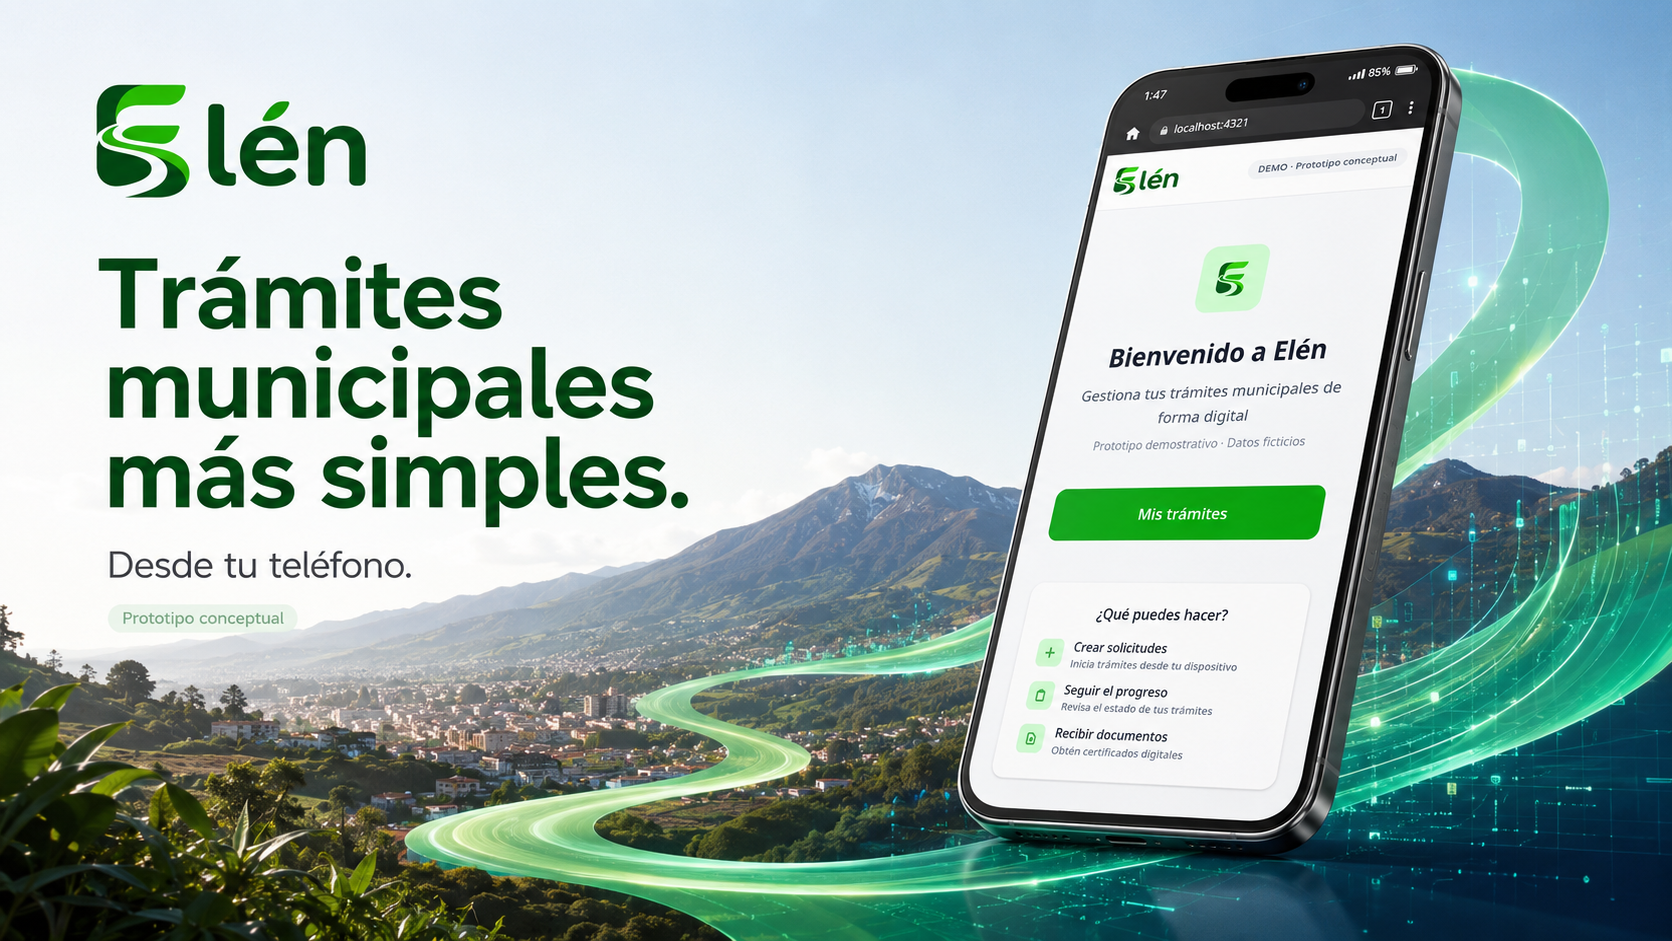 Elén
Trámites
municipales
más simples.
Desde tu teléfono.
Prototipo conceptual
1:47
85%
localhost:4321
1
Elén
DEMO · Prototipo conceptual
Bienvenido a Elén
Gestiona tus trámites municipales de
forma digital
Prototipo demostrativo · Datos ficticios
Mis trámites
¿Qué puedes hacer?
Crear solicitudes
Inicia trámites desde tu dispositivo
Seguir el progreso
Revisa el estado de tus trámites
Recibir documentos
Obtén certificados digitales